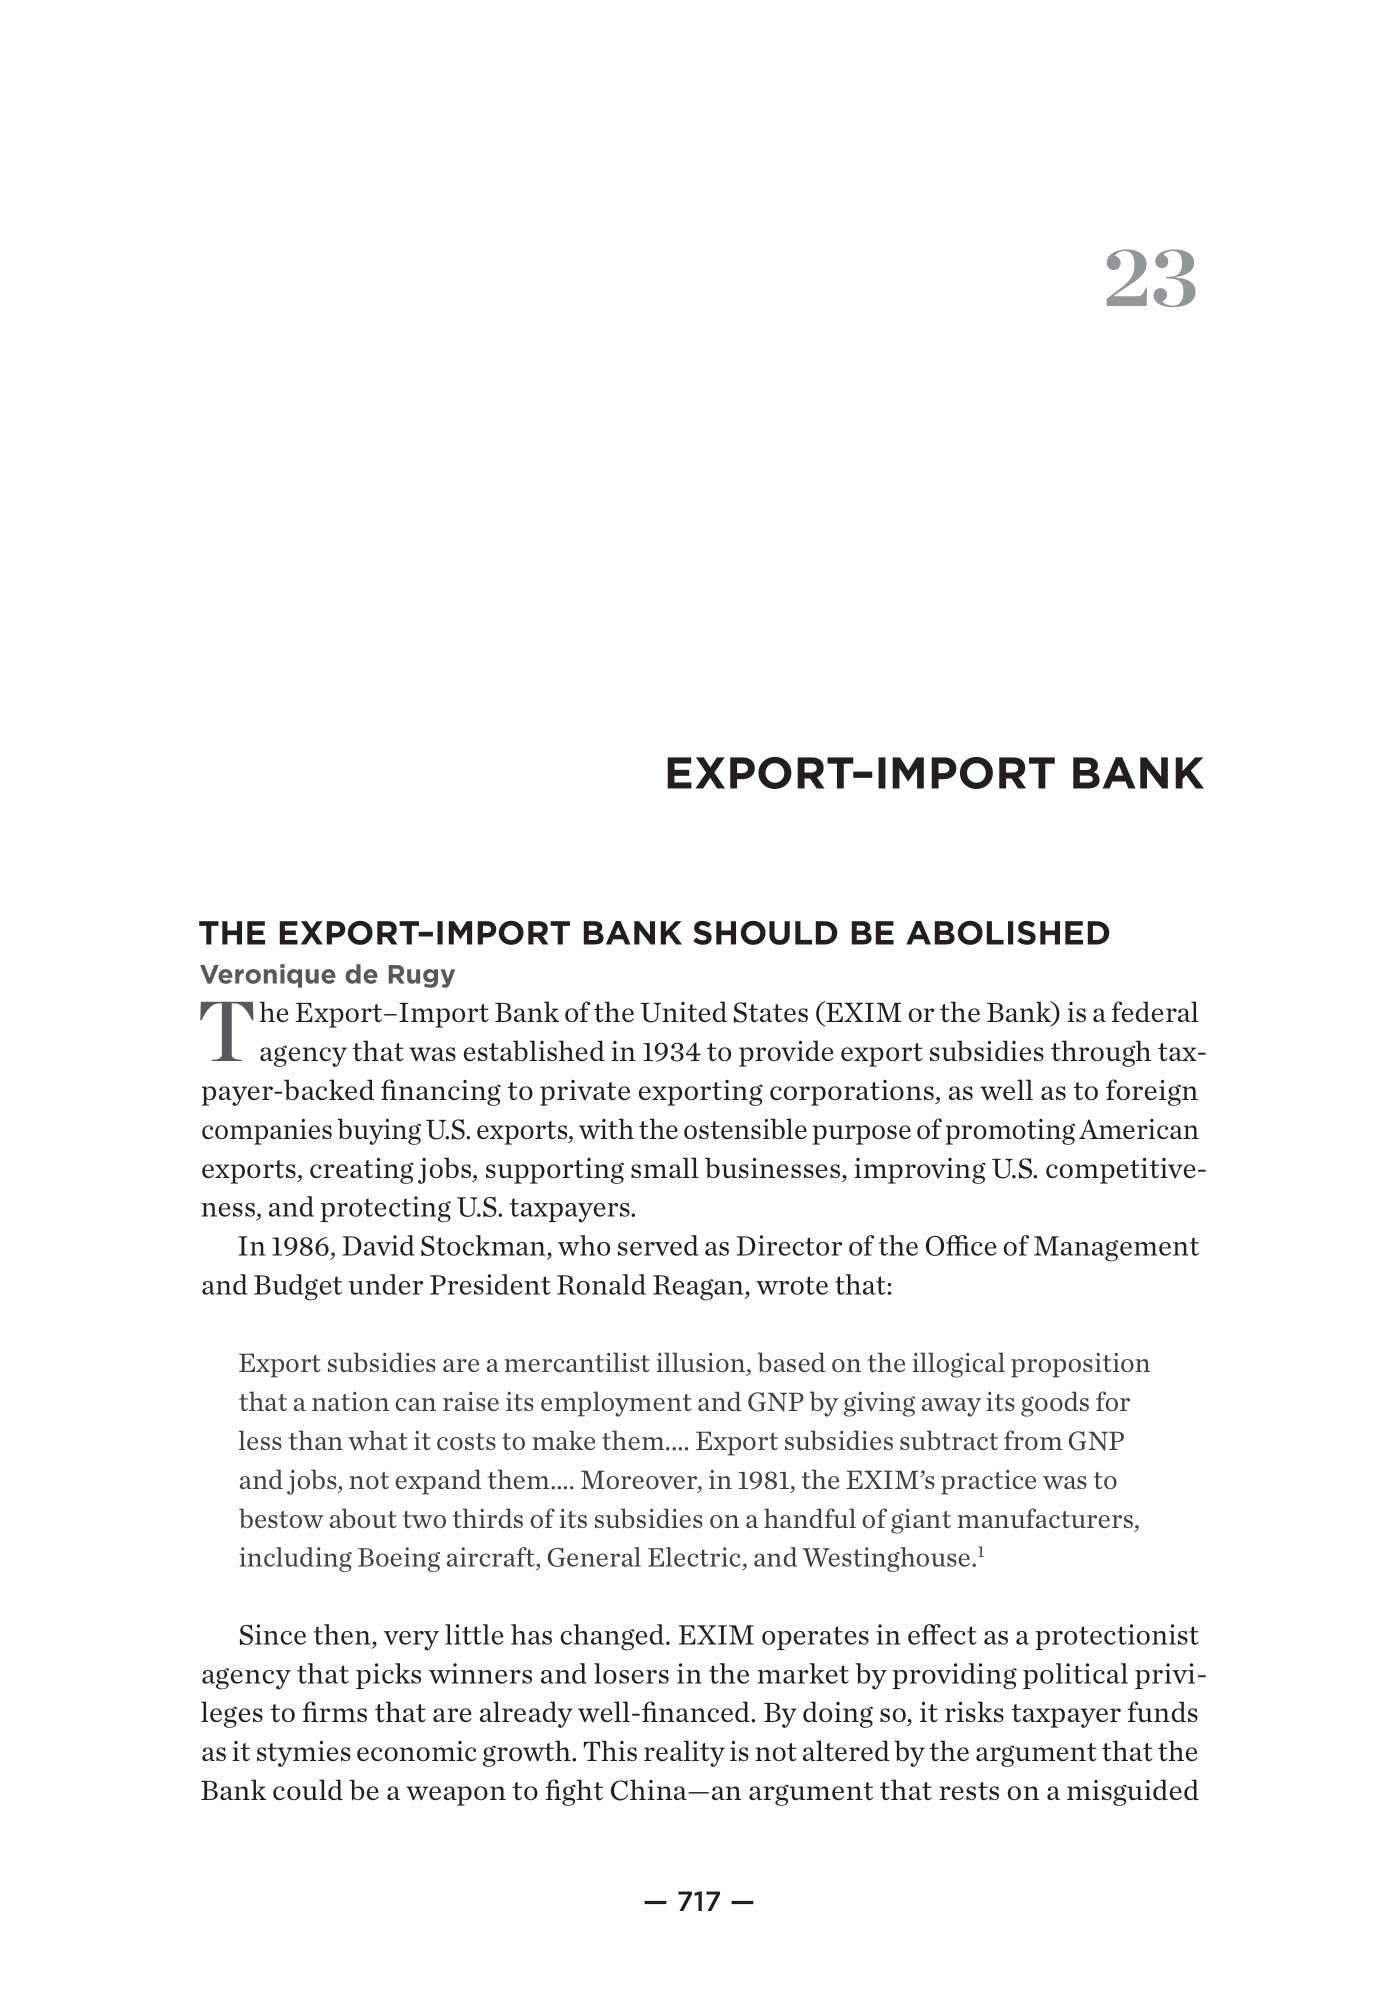 23
EXPORT–IMPORT BANK
THE EXPORT–IMPORT BANK SHOULD BE ABOLISHED
Veronique de Rugy
The Export–Import Bank of the United States (EXIM or the Bank) is a federal
agency that was established in 1934 to provide export subsidies through tax-
payer-backed financing to private exporting corporations, as well as to foreign
companies buying U.S. exports, with the ostensible purpose of promoting American
exports, creating jobs, supporting small businesses, improving U.S. competitive-
ness, and protecting U.S. taxpayers.
In 1986, David Stockman, who served as Director of the Office of Management
and Budget under President Ronald Reagan, wrote that:
Export subsidies are a mercantilist illusion, based on the illogical proposition
that a nation can raise its employment and GNP by giving away its goods for
less than what it costs to make them.... Export subsidies subtract from GNP
and jobs, not expand them.... Moreover, in 1981, the EXIM’s practice was to
bestow about two thirds of its subsidies on a handful of giant manufacturers,
including Boeing aircraft, General Electric, and Westinghouse.¹
Since then, very little has changed. EXIM operates in effect as a protectionist
agency that picks winners and losers in the market by providing political privi-
leges to firms that are already well-financed. By doing so, it risks taxpayer funds
as it stymies economic growth. This reality is not altered by the argument that the
Bank could be a weapon to fight China—an argument that rests on a misguided
— 717 —